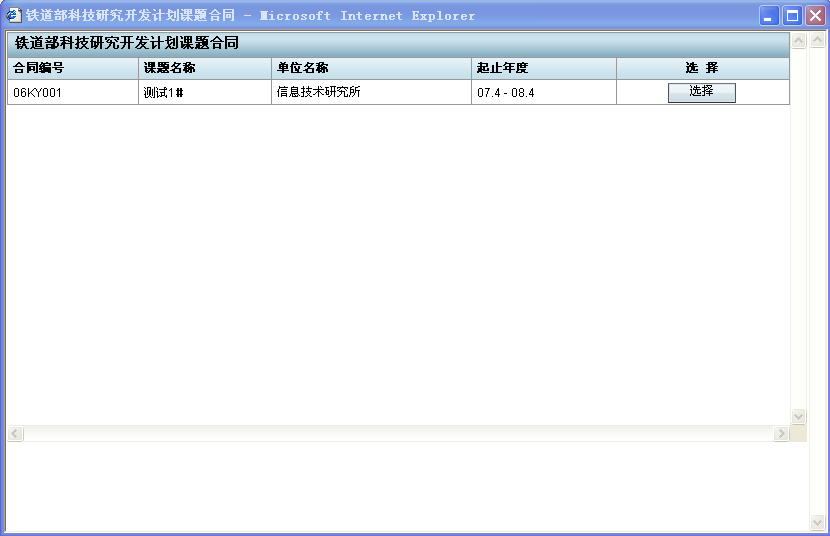 铁道部科技研究开发计划课题合同 - Microsoft Internet Explorer
铁道部科技研究开发计划课题合同
合同编号 课题名称 单位名称 起止年度 选 择
06KY001 测试1# 信息技术研究所 07.4 - 08.4 选择